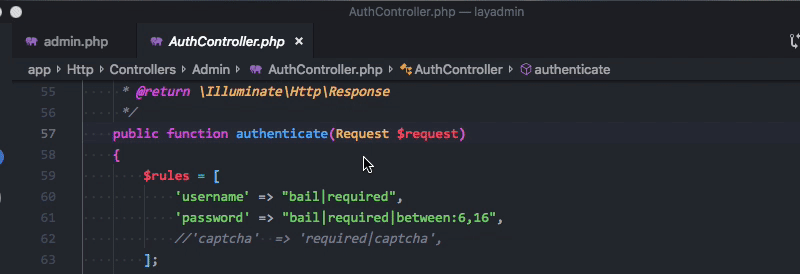 AuthController.php — layadmin
admin.php AuthController.php ×
app › Http › Controllers › Admin › AuthController.php › AuthController › authenticate
55 * @return \Illuminate\Http\Response
56 */
57 public function authenticate(Request $request)
58 {
59 $rules = [
60 'username' => "bail|required",
61 'password' => "bail|required|between:6,16",
62 //'captcha' => 'required|captcha',
63 ];